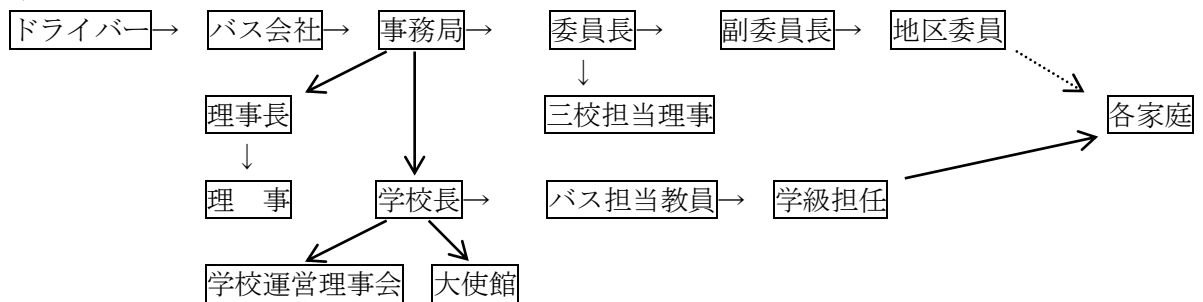 ドライバー→ バス会社→ 事務局→ 委員長→ 副委員長→ 地区委員
↓
理事長 三校担当理事 各家庭
↓
理　事 学校長→ バス担当教員→ 学級担任
学校運営理事会 大使館